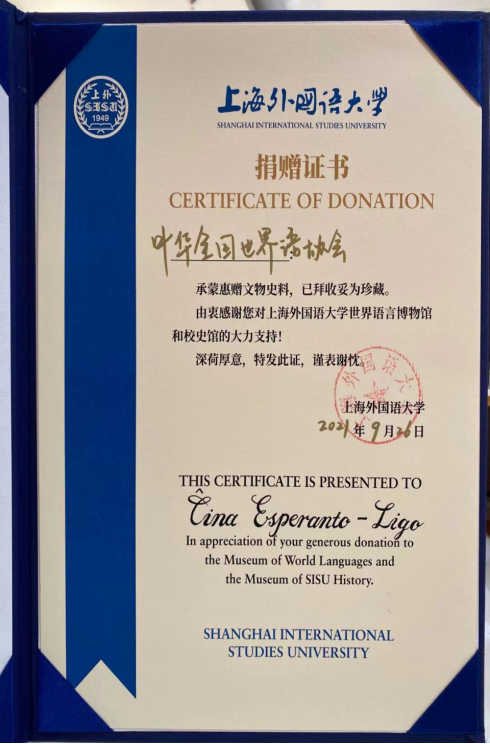 上外
SISU
1949
上海外国语大学
SHANGHAI INTERNATIONAL STUDIES UNIVERSITY
捐赠证书
CERTIFICATE OF DONATION
中华全国世界语协会:
承蒙惠赠文物史料，已拜收妥为珍藏。
由衷感谢您对上海外国语大学世界语言博物馆
和校史馆的大力支持！
深荷厚意，特发此证，谨表谢忱。
上海外国语大学
上海外国语大学
2021年9月26日
THIS CERTIFICATE IS PRESENTED TO
Ĉina Esperanto-Ligo
In appreciation of your generous donation to
the Museum of World Languages and
the Museum of SISU History.
SHANGHAI INTERNATIONAL
STUDIES UNIVERSITY